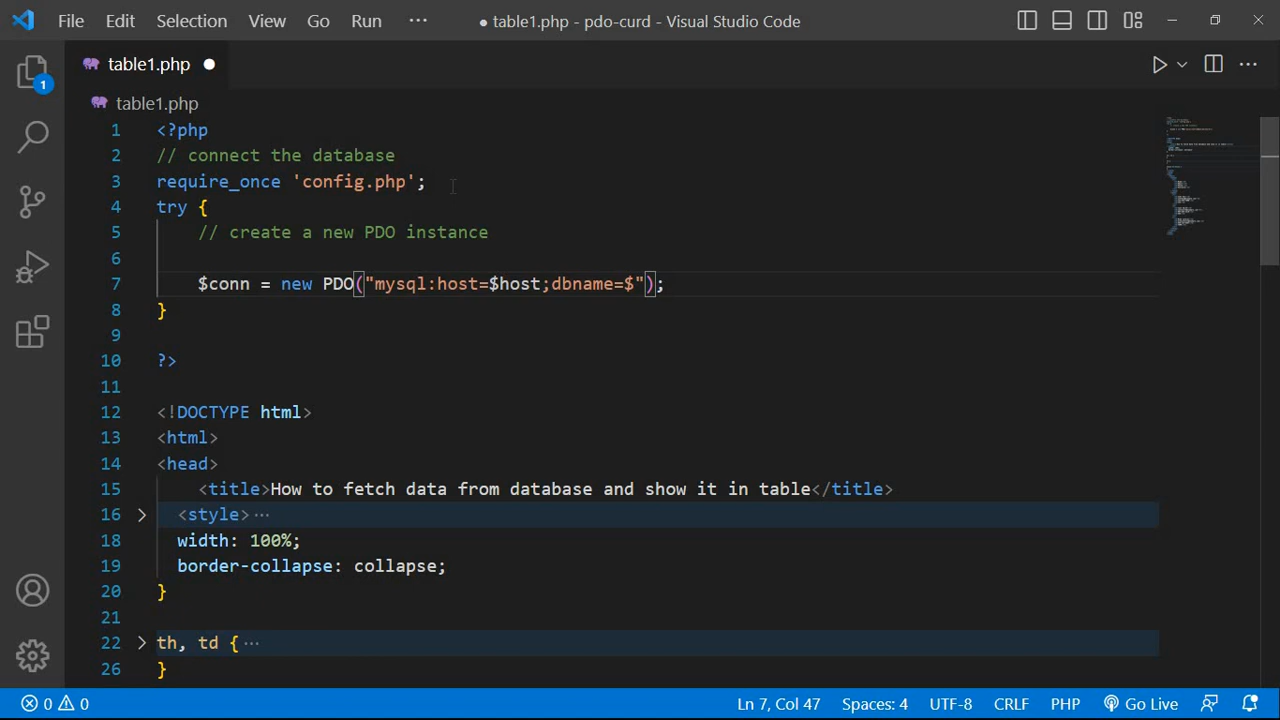 File Edit Selection View Go Run ··· ● table1.php - pdo-curd - Visual Studio Code
table1.php ●
table1.php
1 <?php
2 // connect the database
3 require_once 'config.php';
4 try {
5 // create a new PDO instance
6
7 $conn = new PDO("mysql:host=$host;dbname=$");
8 }
9
10 ?>
11
12 <!DOCTYPE html>
13 <html>
14 <head>
15 <title>How to fetch data from database and show it in table</title>
16 <style>···
18 width: 100%;
19 border-collapse: collapse;
20 }
21
22 th, td {···
26 }
1
0 0 Ln 7, Col 47 Spaces: 4 UTF-8 CRLF PHP Go Live